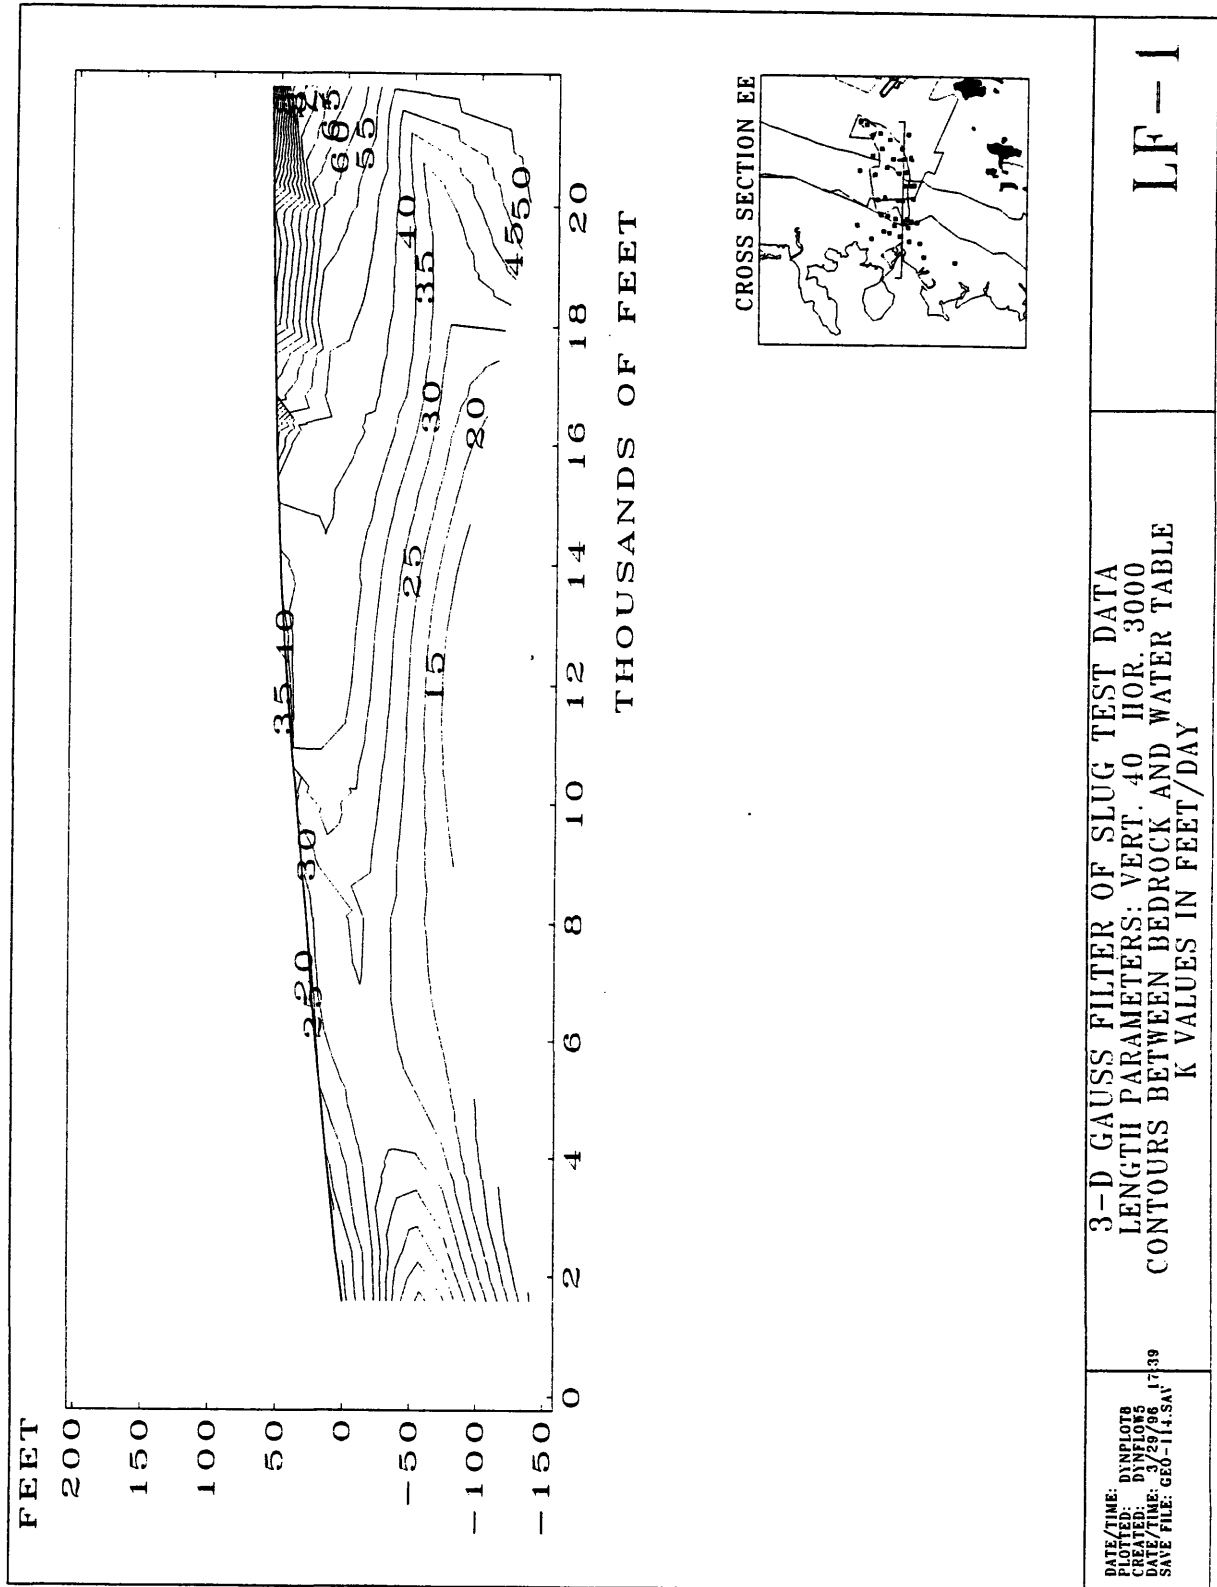 FEET
200
150
100
50
0
-50
-100
-150
0
2
4
6
8
10
12
14
16
18
20
THOUSANDS OF FEET
25
20
30
35
40
15
25
20
30
35
40
45
50
55
60
65
CROSS SECTION EE
3-D GAUSS FILTER OF SLUG TEST DATA
LENGTH PARAMETERS: VERT. 40 HOR. 3000
CONTOURS BETWEEN BEDROCK AND WATER TABLE
K VALUES IN FEET/DAY
LF-1
DATE/TIME:
PLOTTED: DYNPLOT8
CREATED: DYNFLOW5
DATE/TIME: 3/29/96 17:39
SAVE FILE: GEO-114.SAV